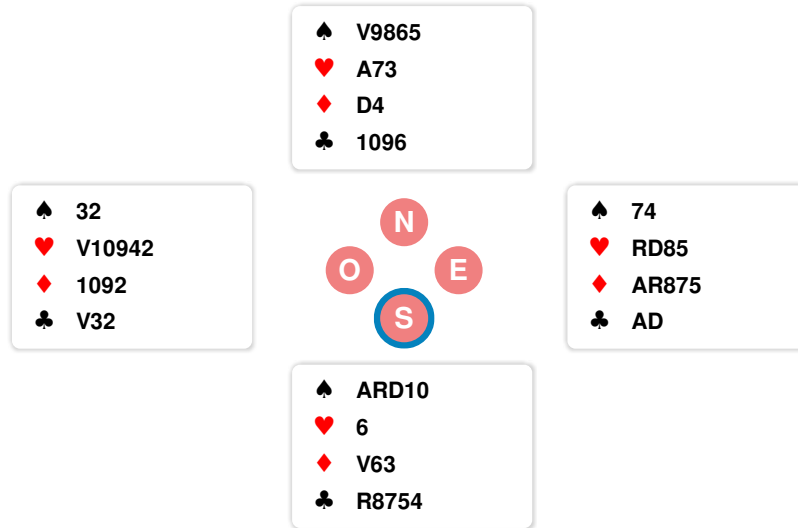 ♠ V9865
♥ A73
♦ D4
♣ 1096
♠ 32
♥ V10942
♦ 1092
♣ V32
N
O E
S
♠ 74
♥ RD85
♦ AR875
♣ AD
♠ ARD10
♥ 6
♦ V63
♣ R8754